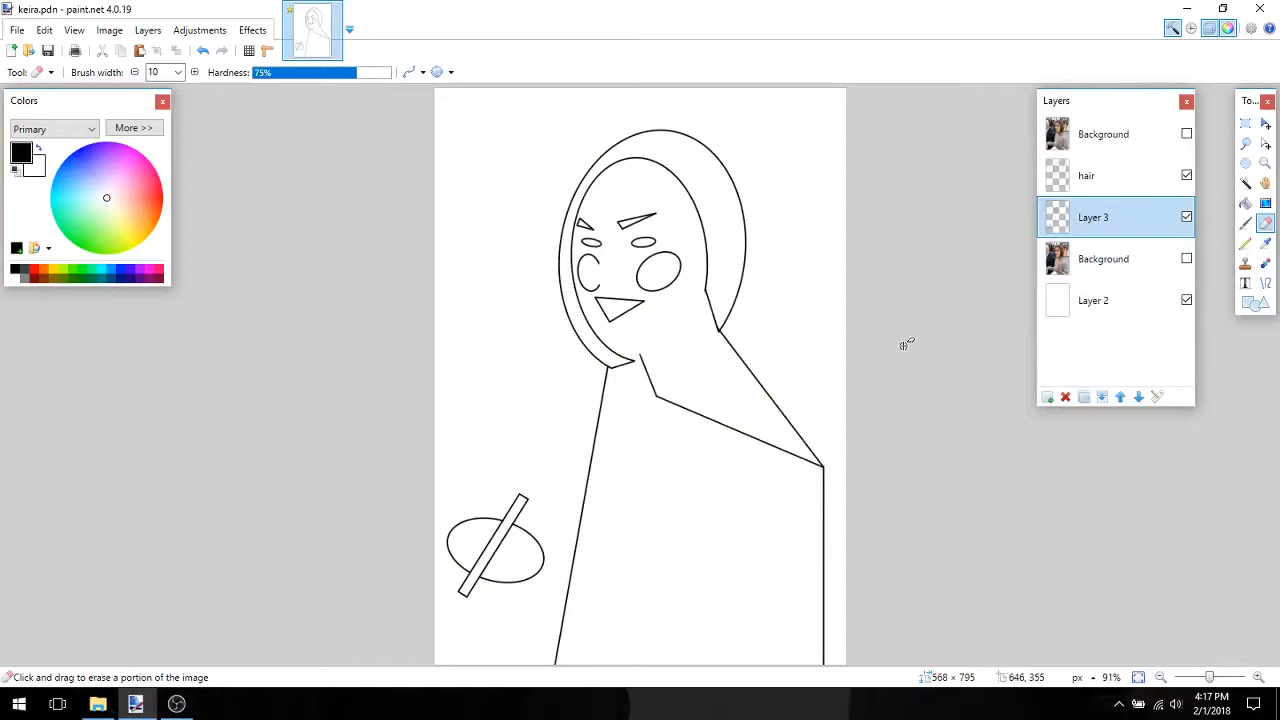 keira.pdn - paint.net 4.0.19
File Edit View Image Layers Adjustments Effects
Tool: Brush width: 10 Hardness: 75%
Colors
Primary More >>
Layers
Background
hair
Layer 3
Background
Layer 2
To...
Click and drag to erase a portion of the image
568 × 795 646, 355 px 91%
4:17 PM
2/1/2018